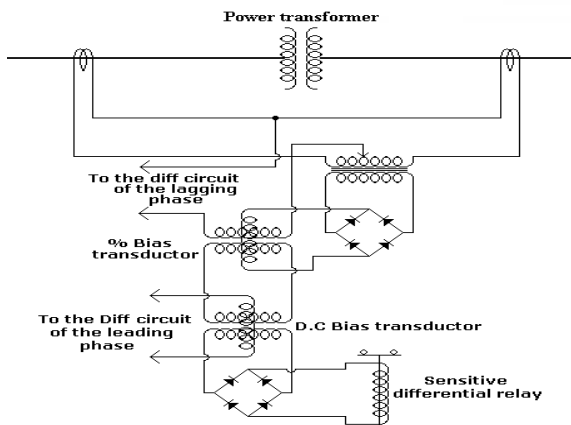 Power transformer
To the diff circuit
of the lagging
phase
% Bias
transductor
To the Diff circuit
of the leading
phase
D.C Bias transductor
Sensitive
differential relay